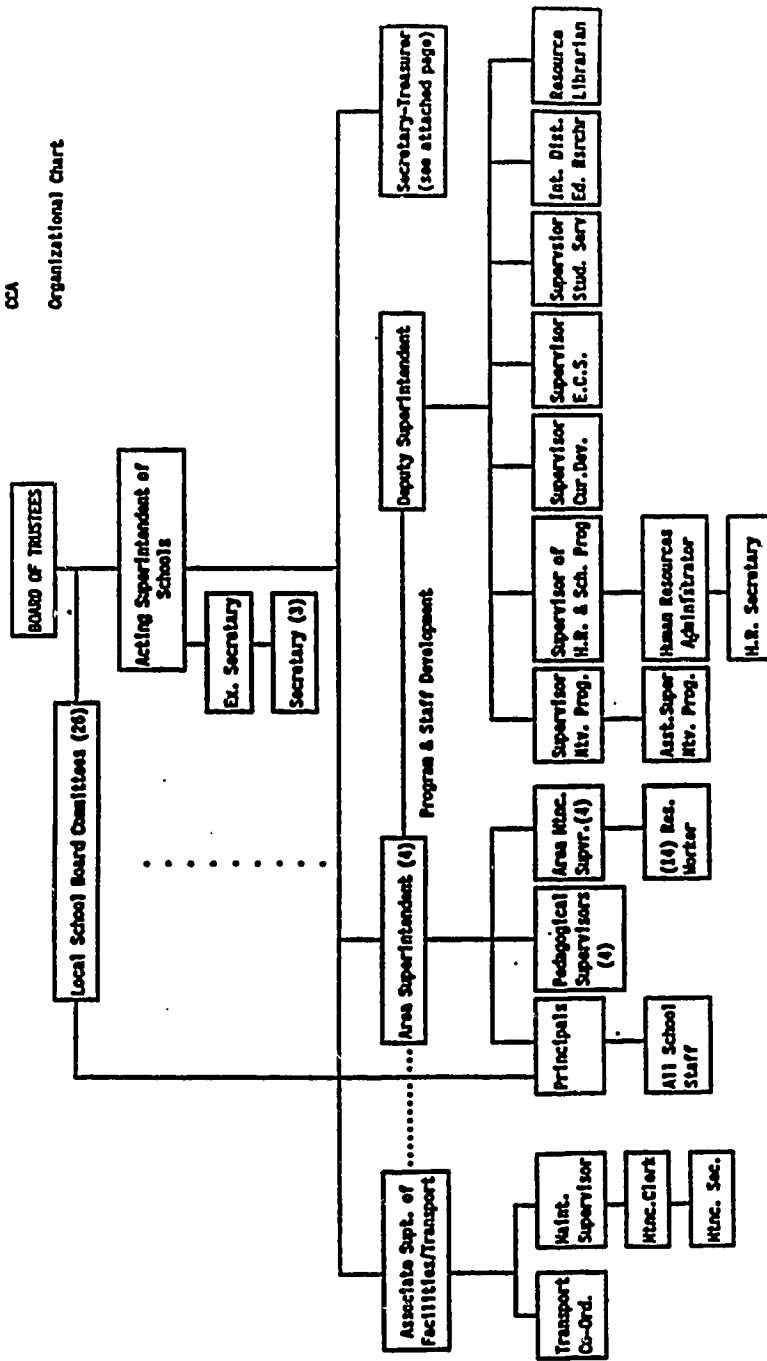 CCA
Organizational Chart
BOARD OF TRUSTEES
Local School Board Committees (26)
Acting Superintendent of
Schools
Ex. Secretary
Secretary (3)
Associate Supt. of
Facilities/Transport
Area Superintendent (4)
Program & Staff Development
Deputy Superintendent
Secretary-Treasurer
(see attached page)
Transport
Co-Ord.
Maint.
Supervisor
Mtnc.Clerk
Mtnc. Sec.
Principals
All School
Staff
Pedagogical
Supervisors
(4)
Area Mtnc.
Supvr.(4)
(14) Res.
Worker
Supervisor
Ntv. Prog.
Asst.Super
Ntv. Prog.
Supervisor of
H.R. & Sch. Prog
Human Resources
Administrator
H.R. Secretary
Supervisor
Cur.Dev.
Supervisor
E.C.S.
Supervsior
Stud. Serv
Int. Dist.
Ed. Rsrchr
Resource
Librarian